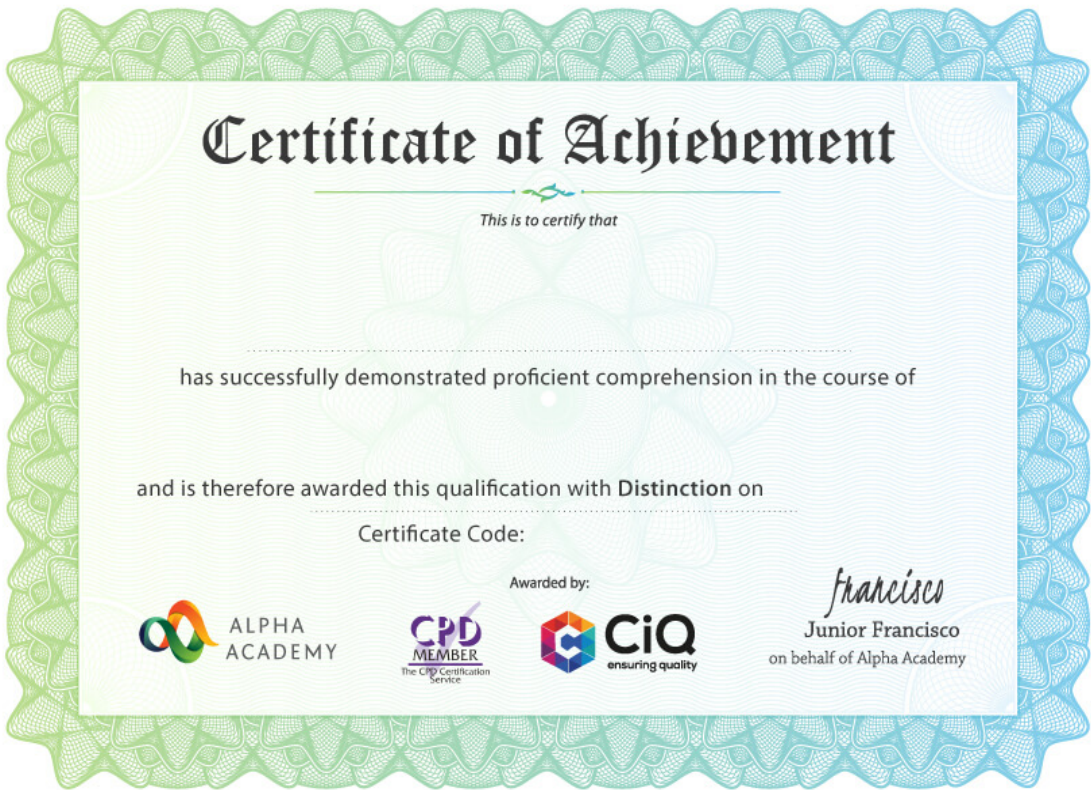 Certificate of Achievement
This is to certify that
has successfully demonstrated proficient comprehension in the course of
and is therefore awarded this qualification with Distinction on
Certificate Code:
Awarded by:
ALPHA
ACADEMY
CPD
MEMBER
The CPD Certification
Service
CiQ
ensuring quality
Francisco
Junior Francisco
on behalf of Alpha Academy